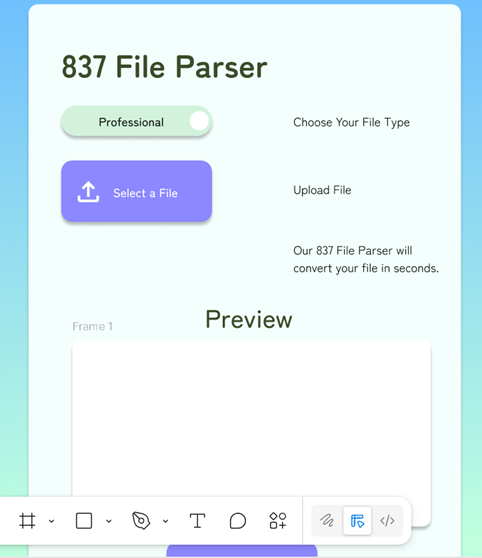 837 File Parser
Professional
Choose Your File Type
Select a File
Upload File
Our 837 File Parser will
convert your file in seconds.
Preview
Frame 1
T
</>